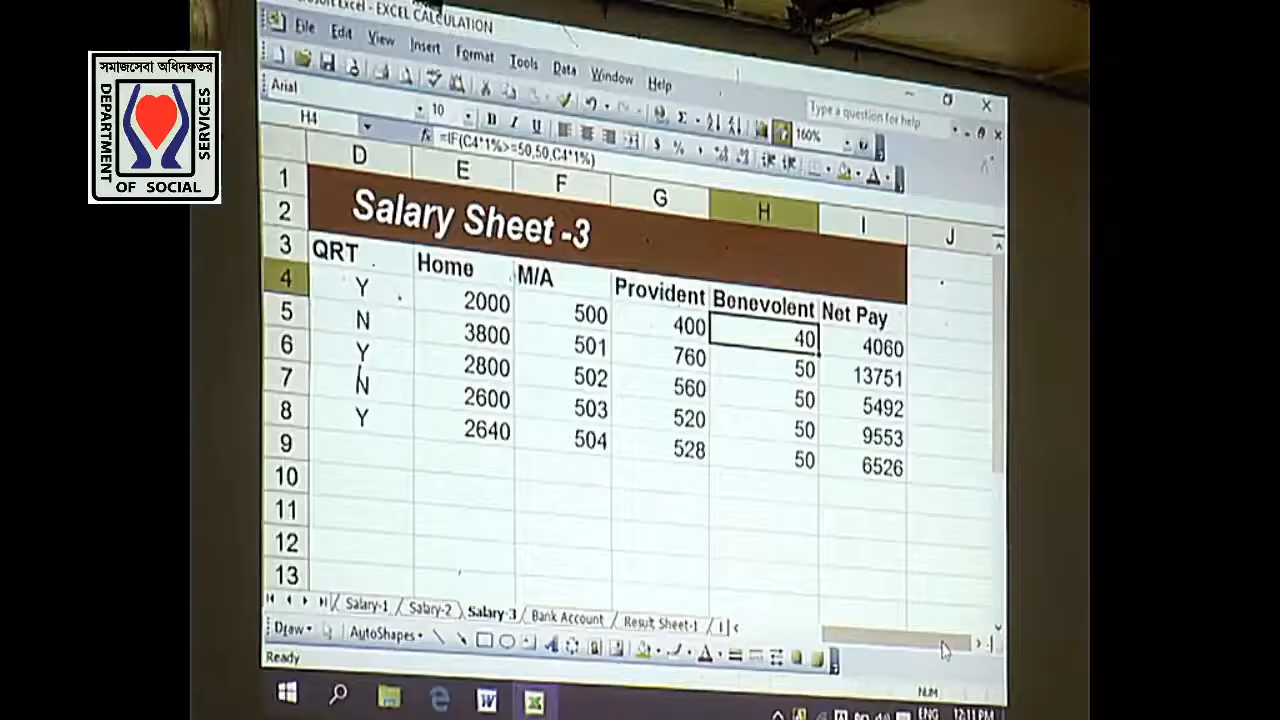 সমাজসেবা অধিদফতর
DEPARTMENT
OF SOCIAL
SERVICES
Excel - EXCEL CALCULATION
File Edit View Insert Format Tools Data Window Help
Type a question for help
Arial 10 B I U $ % , 160%
H4 fx =IF(C4*1%>=50,50,C4*1%)
D E F G H I J
1
2 Salary Sheet -3
3 QRT Home M/A Provident Benevolent Net Pay
4 Y 2000 500 400 40 4060
5 N 3800 501 760 50 13751
6 Y 2800 502 560 50 5492
7 N 2600 503 520 50 9553
8 Y 2640 504 528 50 6526
9
10
11
12
13
Salary-1 / Salary-2 \ Salary-3 / Bank Account / Result Sheet-1 /
Draw AutoShapes
Ready NUM
ENG 12:11 PM